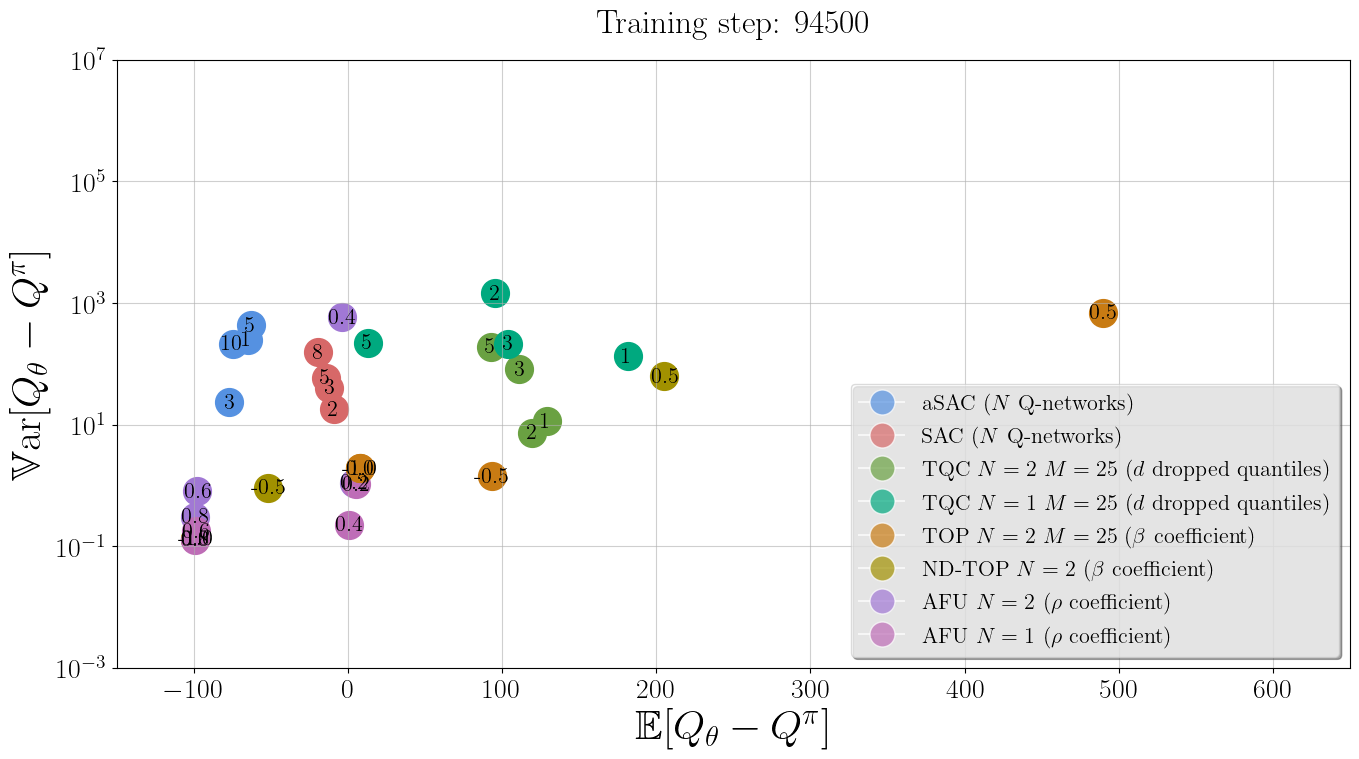 Training step: 94500
10^7
10^5
10^3
10^1
10^{-1}
10^{-3}
𝕍ar[Q_θ − Q^π]
2
0.4
0.5
5
10
1
5
8
5
3
1
5
3
0.5
5
3
3
2
1
2
-1.0
-0.5
0.2
-0.5
0.6
0.4
0.8
0.6
aSAC (N Q-networks)
SAC (N Q-networks)
TQC N = 2 M = 25 (d dropped quantiles)
TQC N = 1 M = 25 (d dropped quantiles)
TOP N = 2 M = 25 (β coefficient)
ND-TOP N = 2 (β coefficient)
AFU N = 2 (ρ coefficient)
AFU N = 1 (ρ coefficient)
−100 0 100 200 300 400 500 600
𝔼[Q_θ − Q^π]